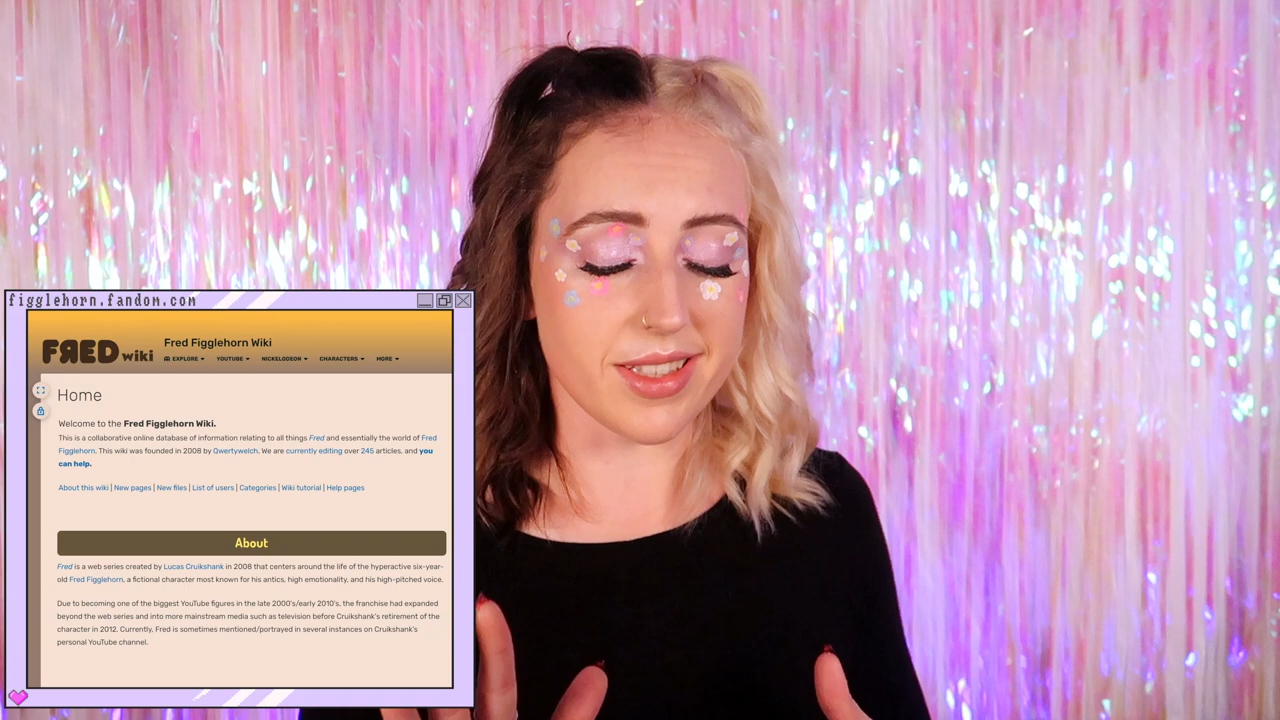 figglehorn.fandom.com
FRED wiki
Fred Figglehorn Wiki
EXPLORE YOUTUBE NICKELODEON CHARACTERS MORE
Home
Welcome to the Fred Figglehorn Wiki.
This is a collaborative online database of information relating to all things Fred and essentially the world of Fred
Figglehorn. This wiki was founded in 2008 by Qwertywelch. We are currently editing over 245 articles, and you
can help.
About this wiki | New pages | New files | List of users | Categories | Wiki tutorial | Help pages
About
Fred is a web series created by Lucas Cruikshank in 2008 that centers around the life of the hyperactive six-year-
old Fred Figglehorn, a fictional character most known for his antics, high emotionality, and his high-pitched voice.
Due to becoming one of the biggest YouTube figures in the late 2000's/early 2010's, the franchise had expanded
beyond the web series and into more mainstream media such as television before Cruikshank's retirement of the
character in 2012. Currently, Fred is sometimes mentioned/portrayed in several instances on Cruikshank's
personal YouTube channel.